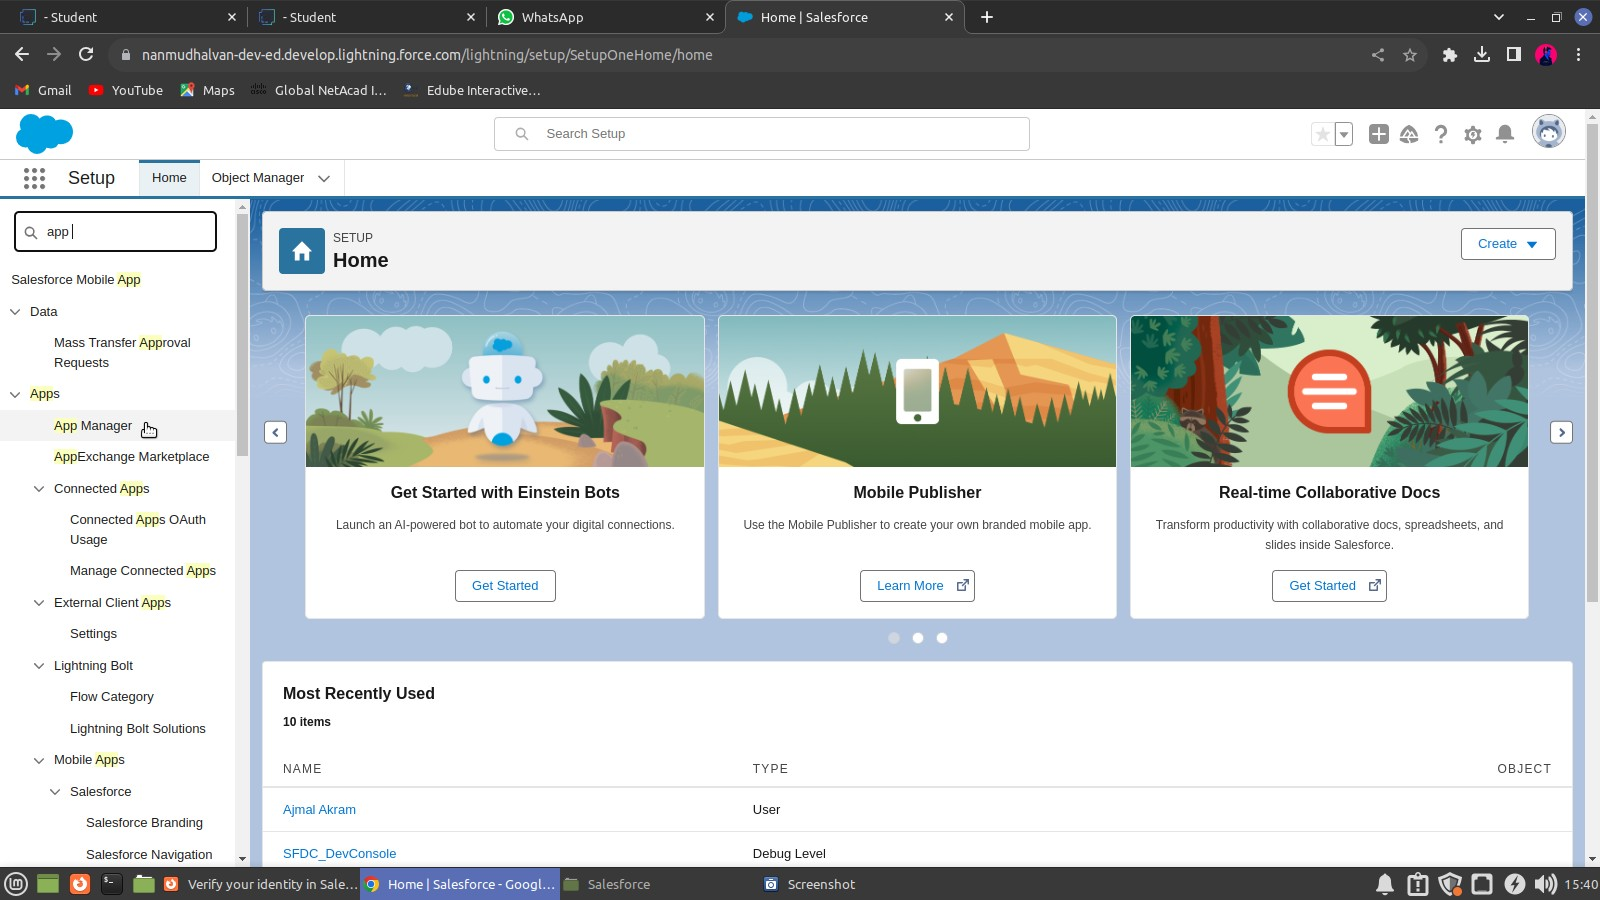 - Student
- Student
WhatsApp
Home | Salesforce
nanmudhalvan-dev-ed.develop.lightning.force.com/lightning/setup/SetupOneHome/home
Gmail
YouTube
Maps
Global NetAcad I...
Edube Interactive...
Search Setup
Setup
Home
Object Manager
app
Salesforce Mobile App
Data
Mass Transfer Approval
Requests
Apps
App Manager
AppExchange Marketplace
Connected Apps
Connected Apps OAuth
Usage
Manage Connected Apps
External Client Apps
Settings
Lightning Bolt
Flow Category
Lightning Bolt Solutions
Mobile Apps
Salesforce
Salesforce Branding
Salesforce Navigation
SETUP
Home
Create
Get Started with Einstein Bots
Launch an AI-powered bot to automate your digital connections.
Get Started
Mobile Publisher
Use the Mobile Publisher to create your own branded mobile app.
Learn More
Real-time Collaborative Docs
Transform productivity with collaborative docs, spreadsheets, and
slides inside Salesforce.
Get Started
Most Recently Used
10 items
NAME TYPE OBJECT
Ajmal Akram User
SFDC_DevConsole Debug Level
Verify your identity in Sale...
Home | Salesforce - Googl...
Salesforce
Screenshot
15:40